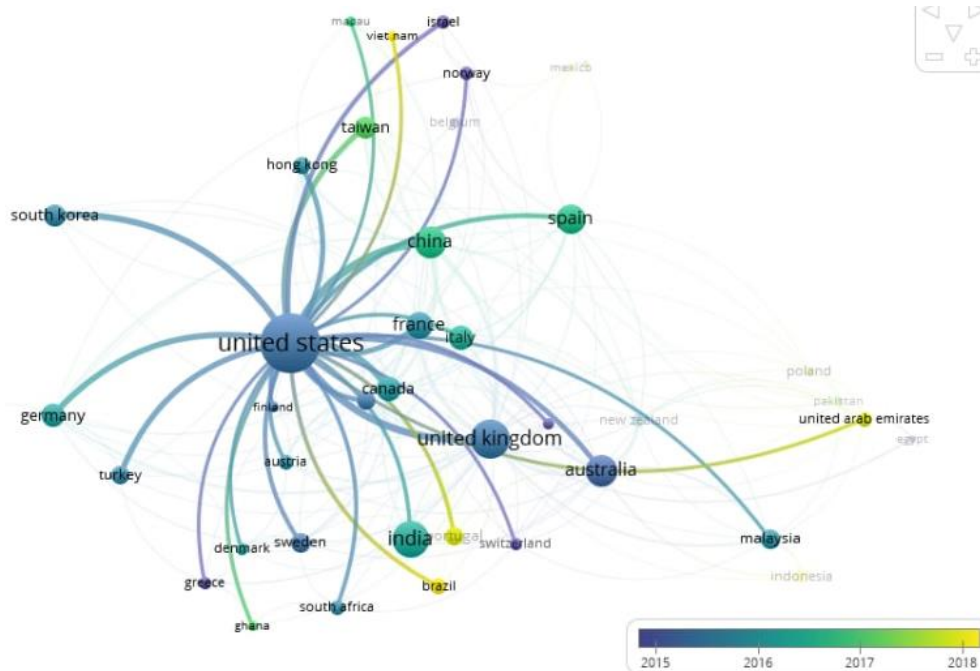 macau
israel
viet nam
norway
mexico
belgium
taiwan
hong kong
south korea
spain
china
france
italy
united states
poland
canada
pakistan
finland
germany
new zealand
united arab emirates
united kingdom
egypt
austria
australia
turkey
india
portugal
malaysia
denmark
sweden
switzerland
indonesia
greece
brazil
south africa
ghana
2015 2016 2017 2018